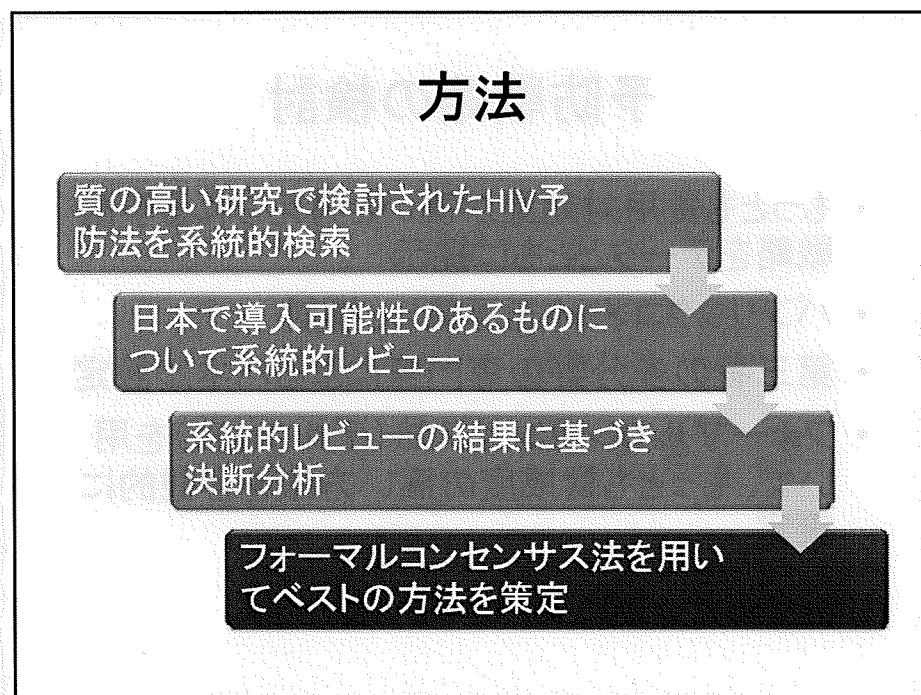 方法
質の高い研究で検討されたHIV予
防法を系統的検索
日本で導入可能性のあるものに
ついて系統的レビュー
系統的レビューの結果に基づき
決断分析
フォーマルコンセンサス法を用い
てベストの方法を策定